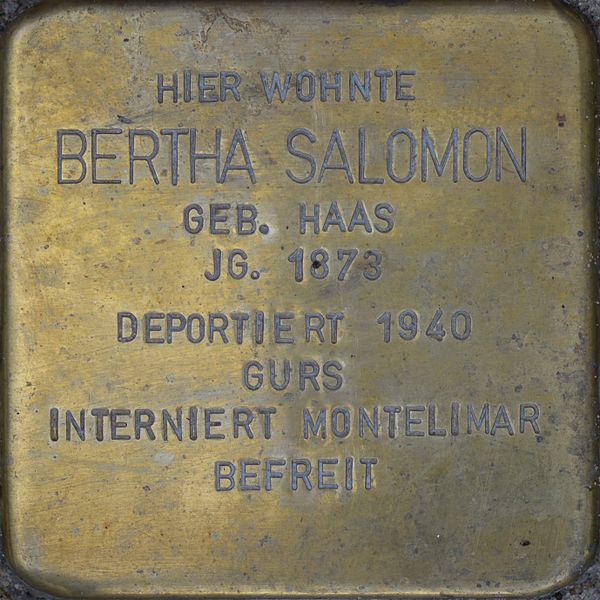 HIER WOHNTE
BERTHA SALOMON
GEB. HAAS
JG. 1873
DEPORTIERT 1940
GURS
INTERNIERT MONTELIMAR
BEFREIT